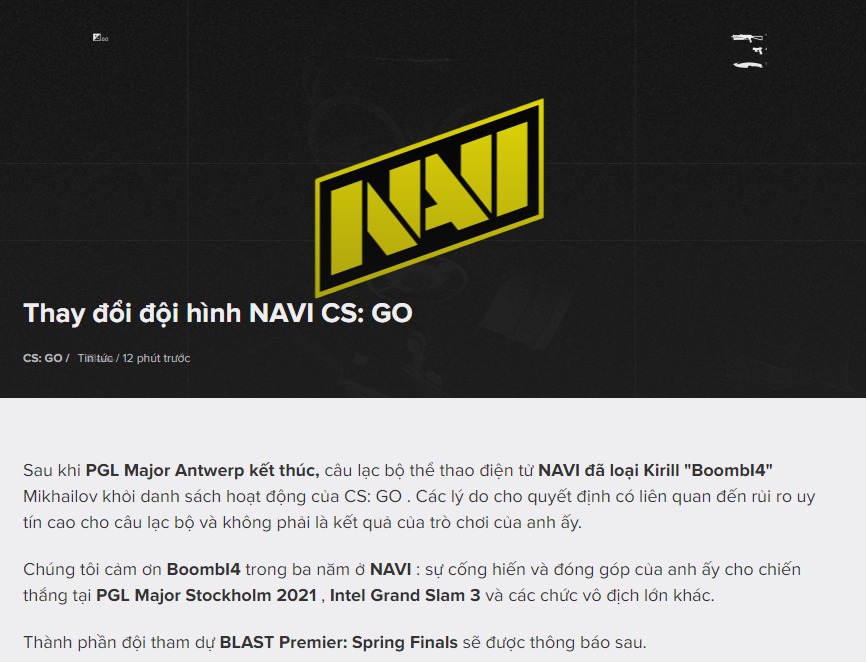 NAVI
Thay đổi đội hình NAVI CS: GO
CS: GO / Tin tức / 12 phút trước
Sau khi PGL Major Antwerp kết thúc, câu lạc bộ thể thao điện tử NAVI đã loại Kirill "Boombl4"
Mikhailov khỏi danh sách hoạt động của CS: GO . Các lý do cho quyết định có liên quan đến rủi ro uy
tín cao cho câu lạc bộ và không phải là kết quả của trò chơi của anh ấy.
Chúng tôi cảm ơn Boombl4 trong ba năm ở NAVI : sự cống hiến và đóng góp của anh ấy cho chiến
thắng tại PGL Major Stockholm 2021 , Intel Grand Slam 3 và các chức vô địch lớn khác.
Thành phần đội tham dự BLAST Premier: Spring Finals sẽ được thông báo sau.